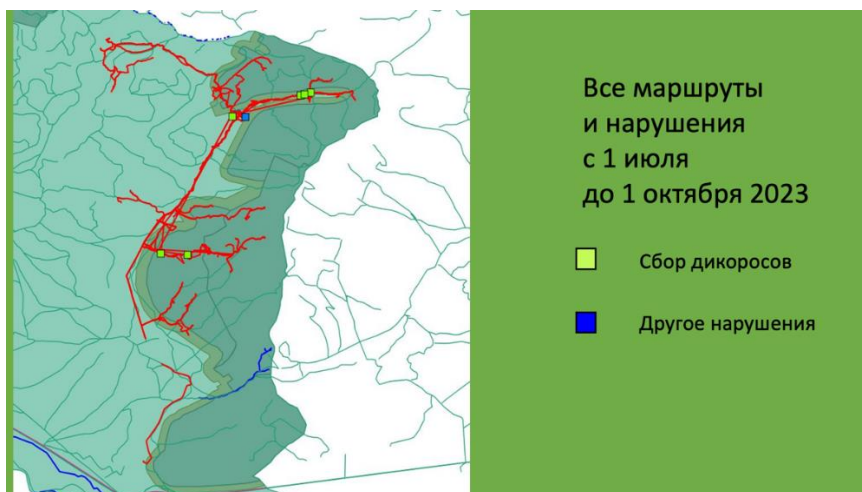 Все маршруты
и нарушения
с 1 июля
до 1 октября 2023
Сбор дикоросов
Другое нарушения